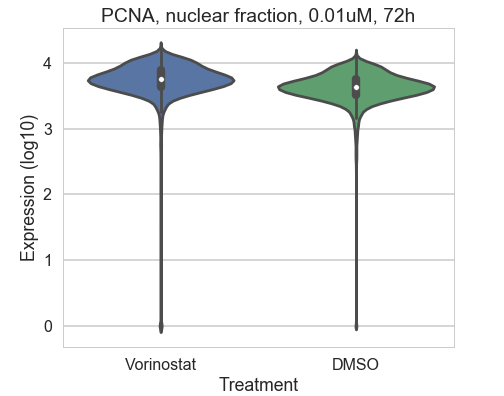 PCNA, nuclear fraction, 0.01uM, 72h
4
3
2
1
0
Expression (log10)
Vorinostat DMSO
Treatment